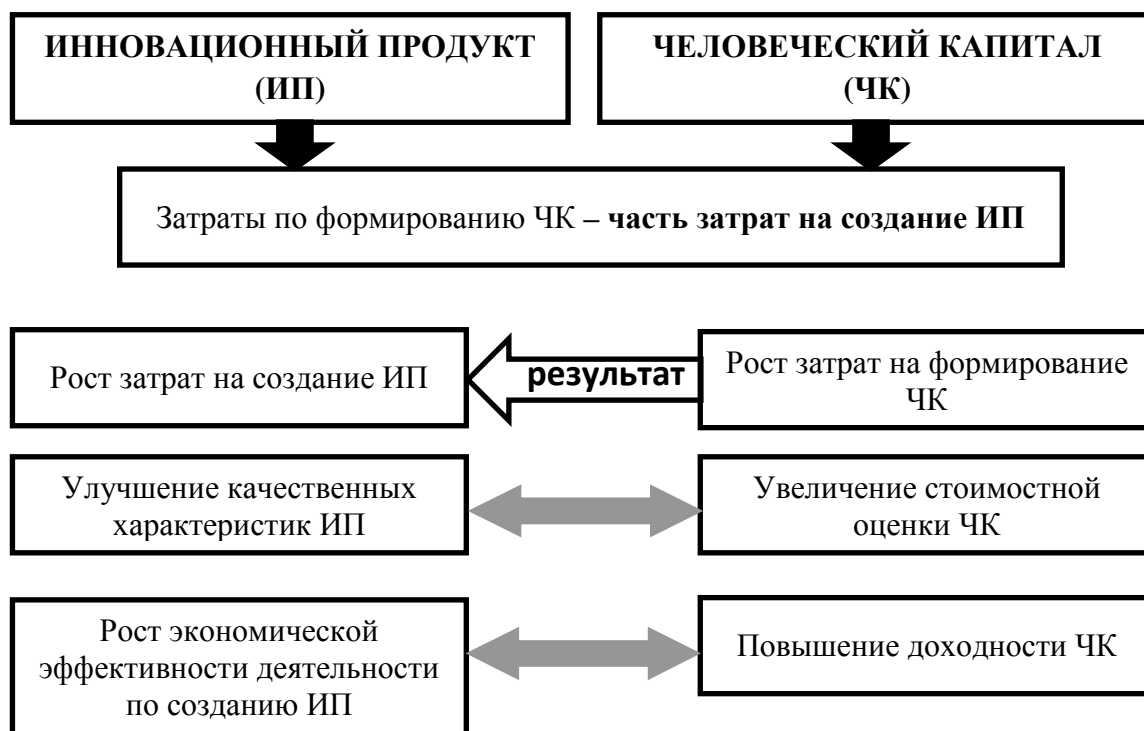 ИННОВАЦИОННЫЙ ПРОДУКТ
(ИП)
ЧЕЛОВЕЧЕСКИЙ КАПИТАЛ
(ЧК)
Затраты по формированию ЧК – часть затрат на создание ИП
Рост затрат на создание ИП
результат
Рост затрат на формирование
ЧК
Улучшение качественных
характеристик ИП
Увеличение стоимостной
оценки ЧК
Рост экономической
эффективности деятельности
по созданию ИП
Повышение доходности ЧК